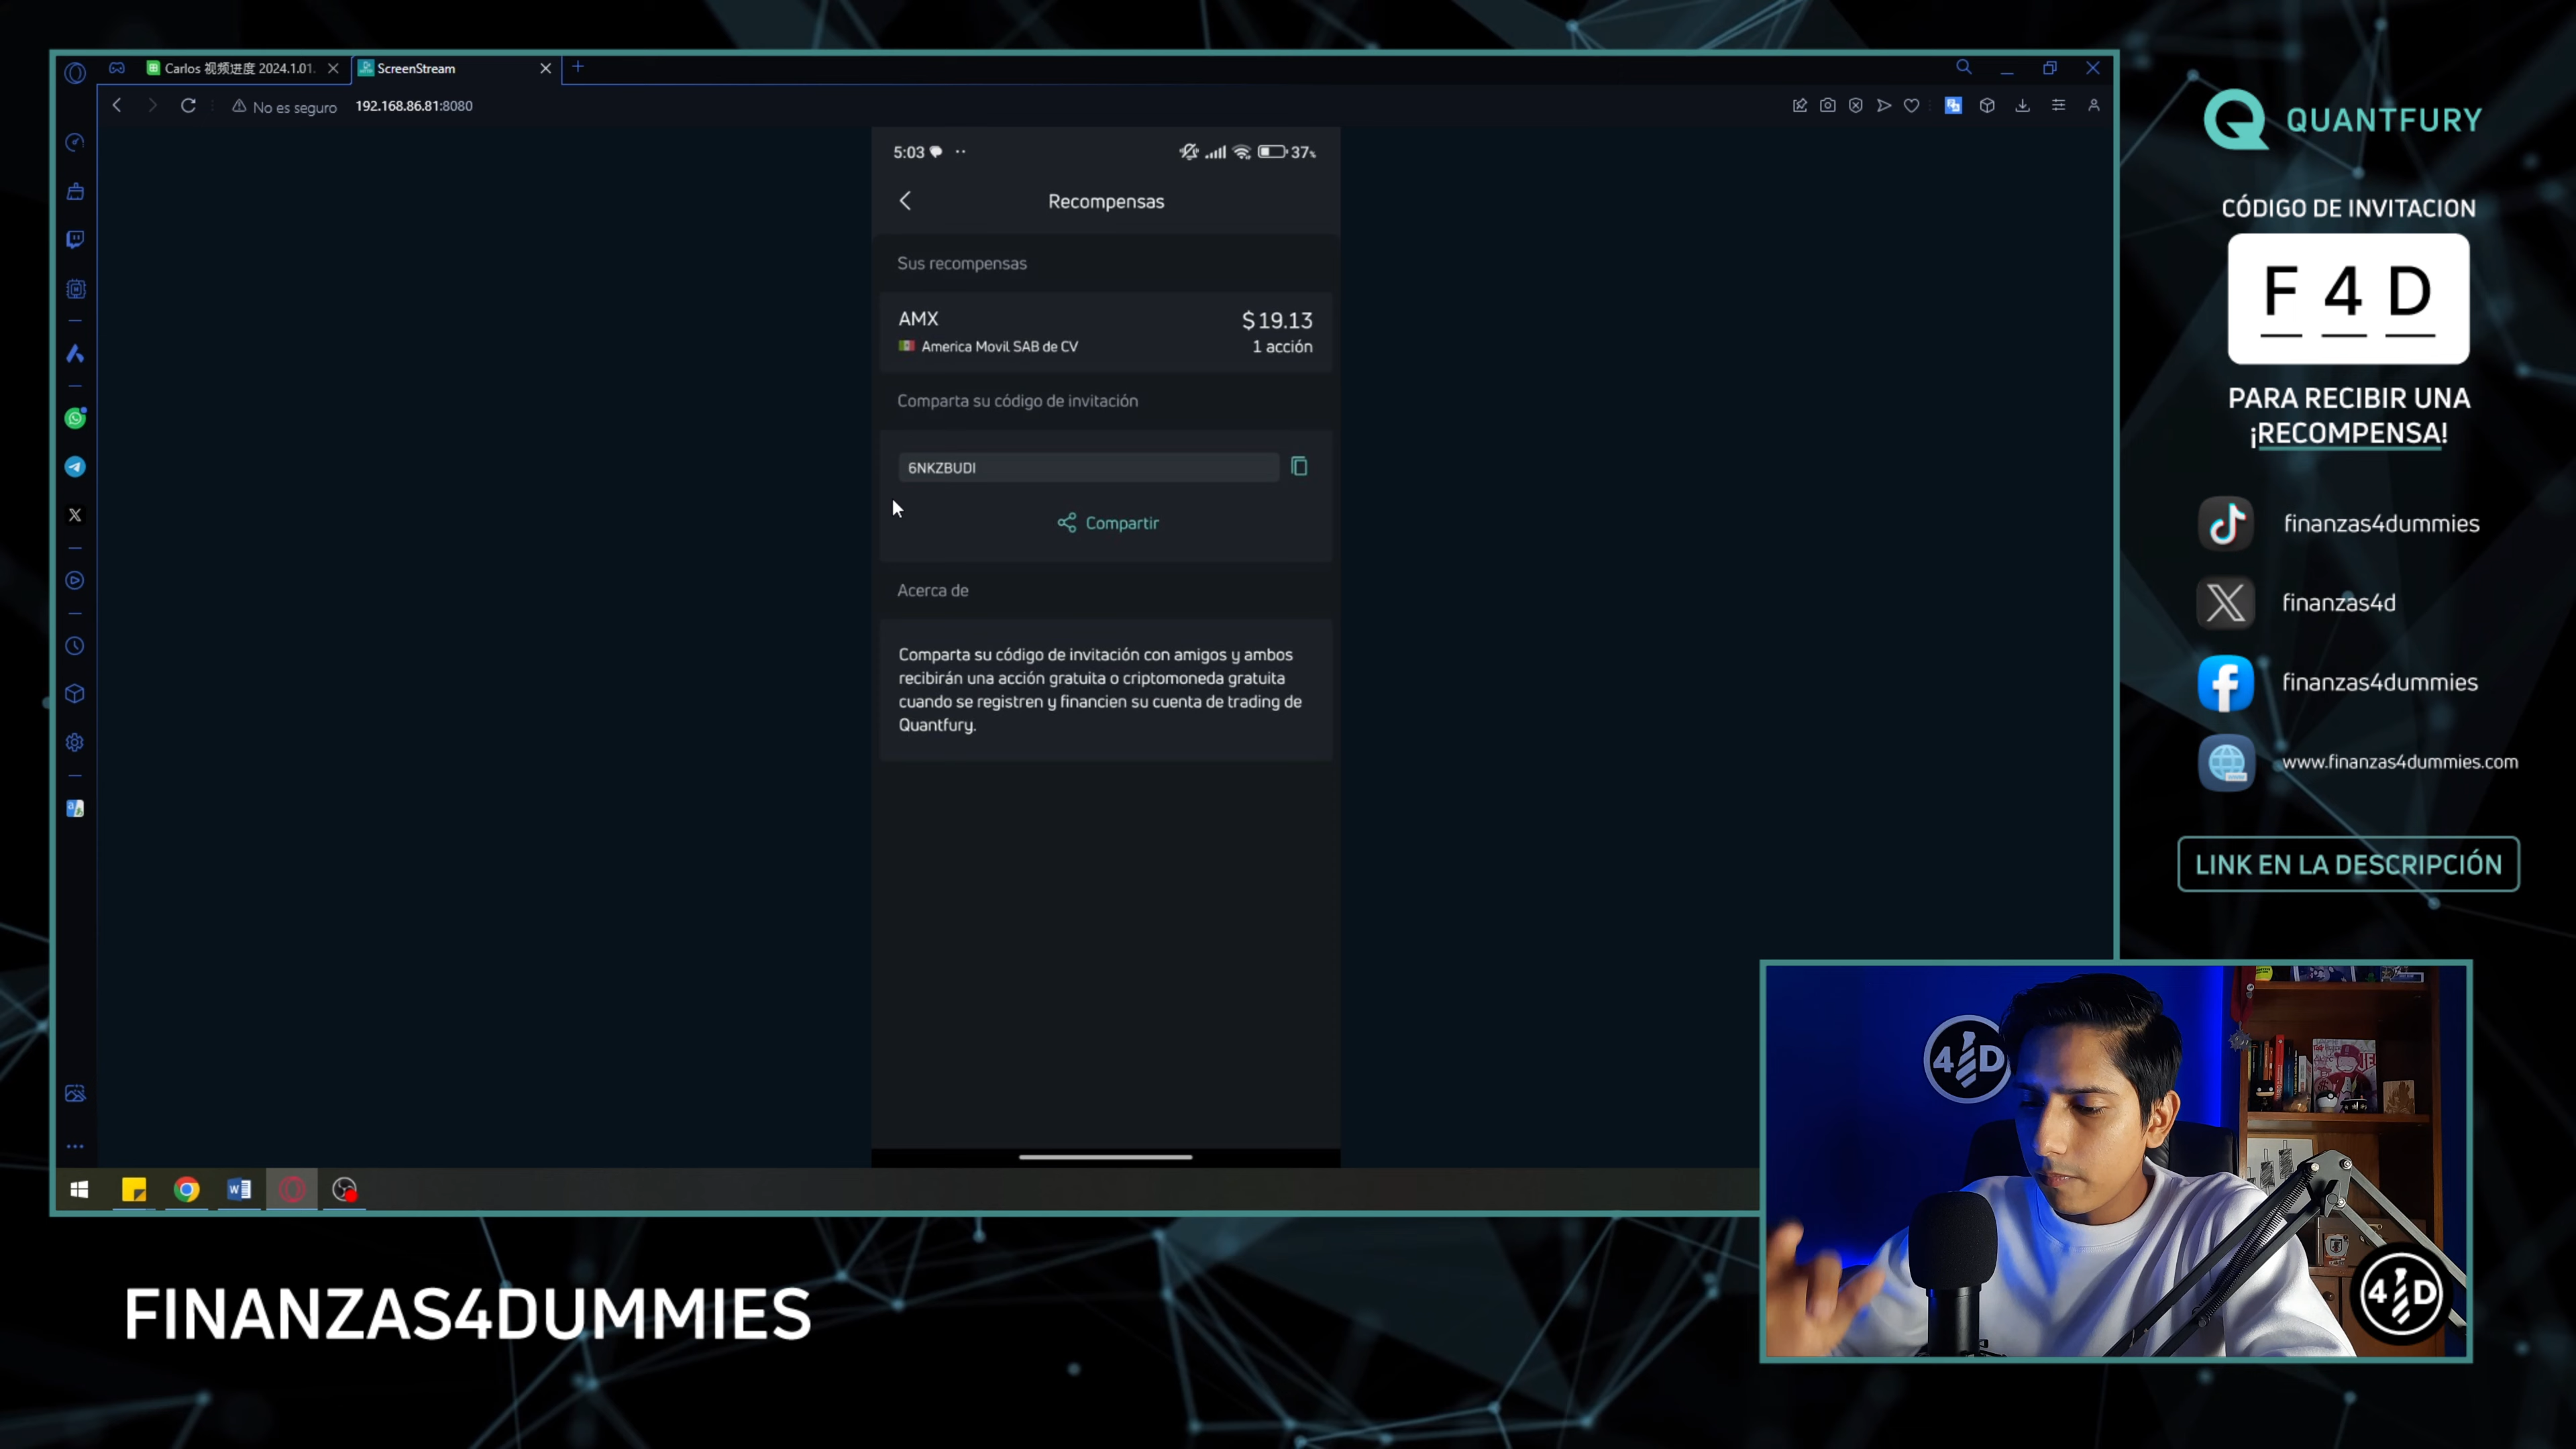 Carlos 视频进度 2024.1.01.
ScreenStream
No es seguro
192.168.86.81:8080
5:03
37%
Recompensas
Sus recompensas
AMX
$19.13
America Movil SAB de CV
1 acción
Comparta su código de invitación
6NKZBUDI
Compartir
Acerca de
Comparta su código de invitación con amigos y ambos
recibirán una acción gratuita o criptomoneda gratuita
cuando se registren y financien su cuenta de trading de
Quantfury.
QUANTFURY
CÓDIGO DE INVITACION
F 4 D
PARA RECIBIR UNA
¡RECOMPENSA!
finanzas4dummies
finanzas4d
finanzas4dummies
www.finanzas4dummies.com
LINK EN LA DESCRIPCIÓN
4D
4D
FINANZAS4DUMMIES